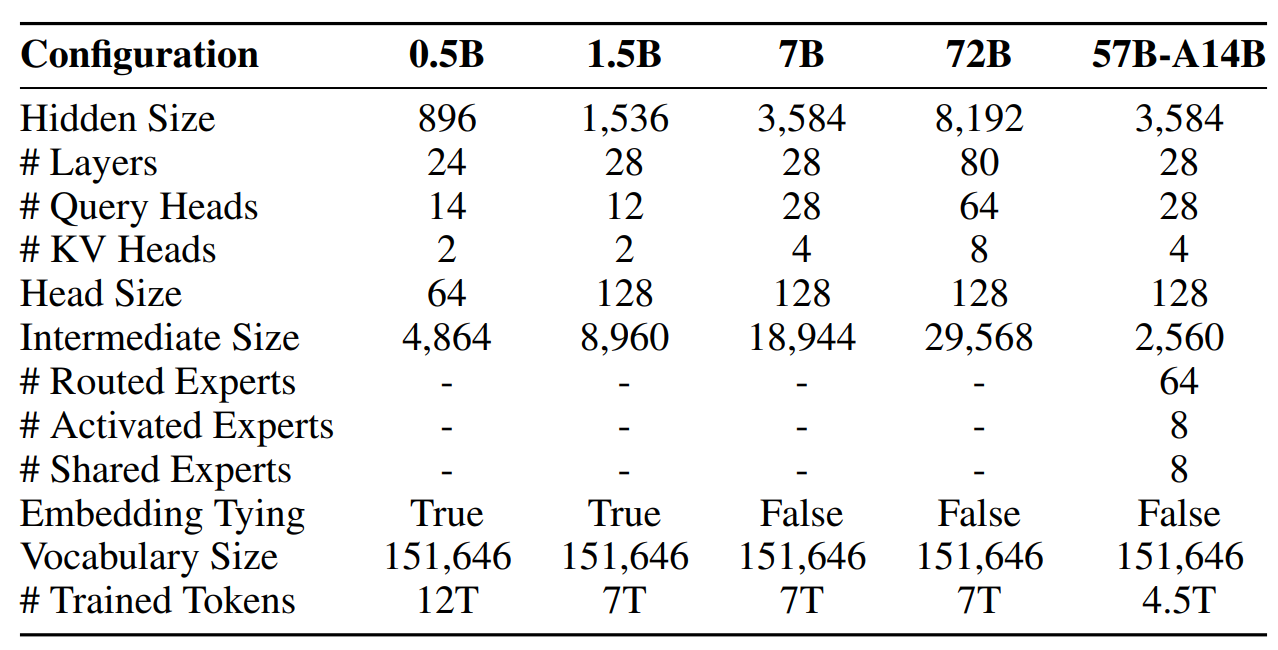 Configuration 0.5B 1.5B 7B 72B 57B-A14B
Hidden Size 896 1,536 3,584 8,192 3,584
# Layers 24 28 28 80 28
# Query Heads 14 12 28 64 28
# KV Heads 2 2 4 8 4
Head Size 64 128 128 128 128
Intermediate Size 4,864 8,960 18,944 29,568 2,560
# Routed Experts - - - - 64
# Activated Experts - - - - 8
# Shared Experts - - - - 8
Embedding Tying True True False False False
Vocabulary Size 151,646 151,646 151,646 151,646 151,646
# Trained Tokens 12T 7T 7T 7T 4.5T